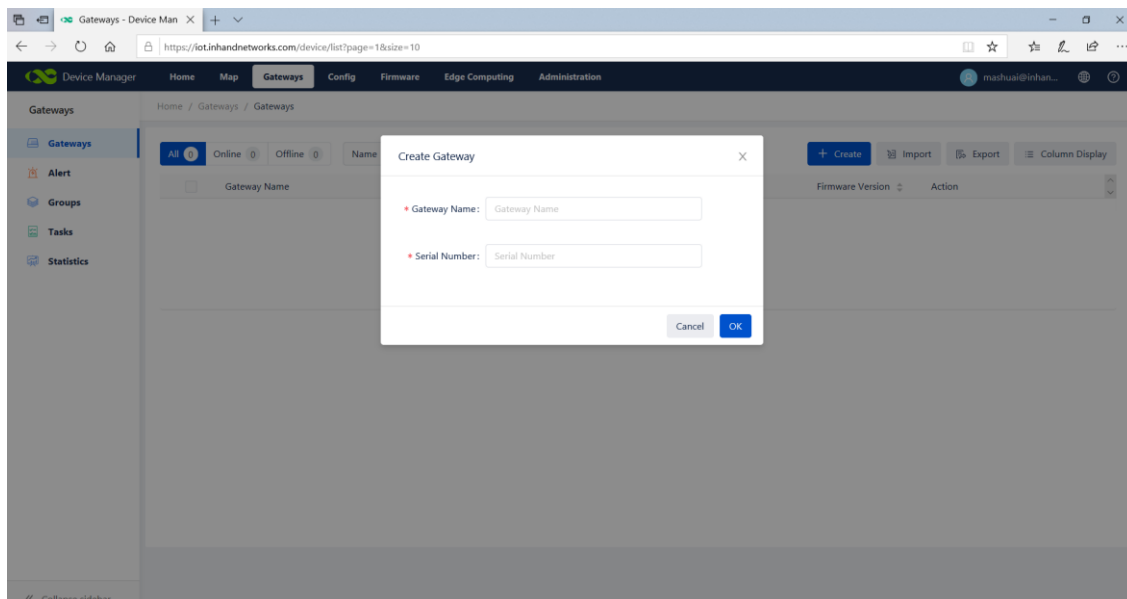 Gateways - Device Man
https://iot.inhandnetworks.com/device/list?page=1&size=10
Device Manager Home Map Gateways Config Firmware Edge Computing Administration mashuai@inhan...
Gateways
Home / Gateways / Gateways
Gateways
Alert
Groups
Tasks
Statistics
All 0 Online 0 Offline 0 Name
+ Create Import Export Column Display
Gateway Name Firmware Version Action
Create Gateway
* Gateway Name: Gateway Name
* Serial Number: Serial Number
Cancel OK
Collapse sidebar